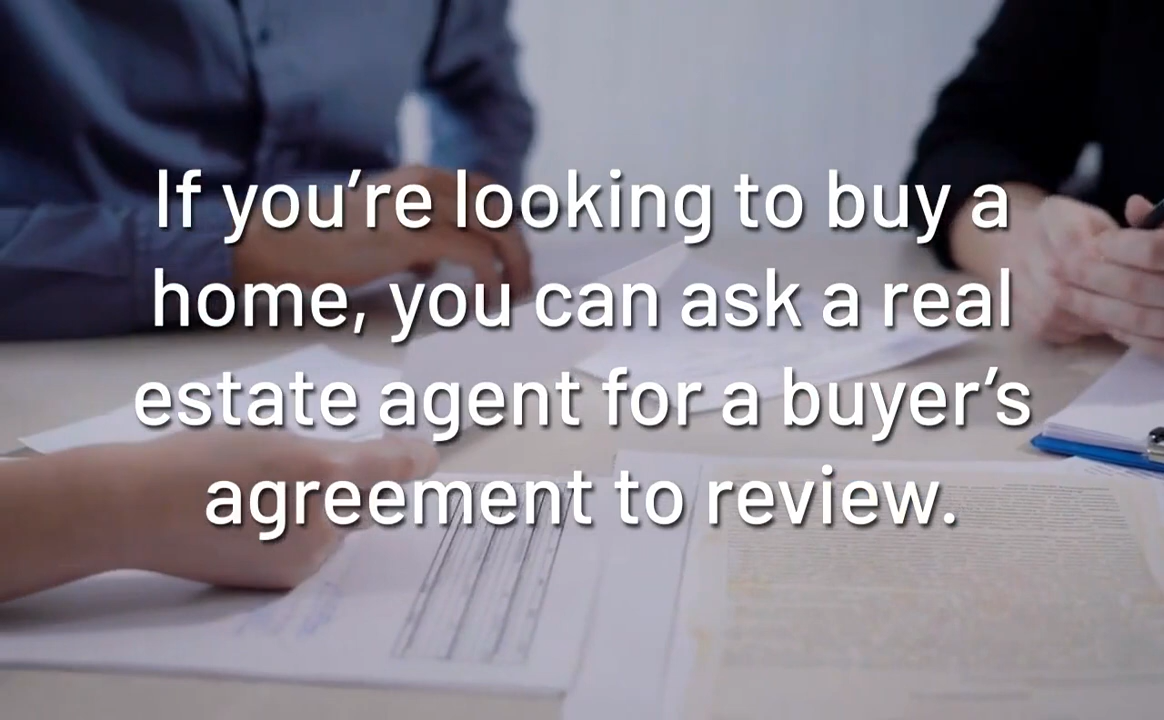 If you’re looking to buy a
home, you can ask a real
estate agent for a buyer’s
agreement to review.